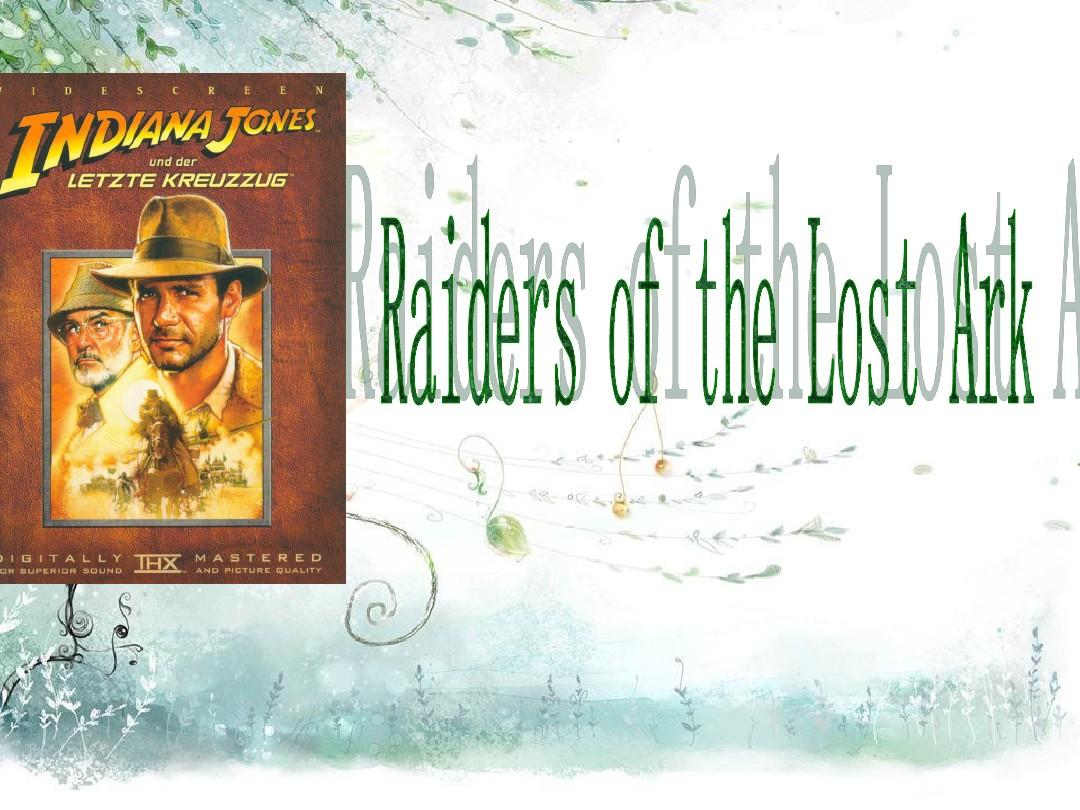 WIDESCREEN
INDIANA JONES
und der
LETZTE KREUZZUG
Raiders of the Lost Ark
DIGITALLY THX MASTERED
FOR SUPERIOR SOUND AND PICTURE QUALITY